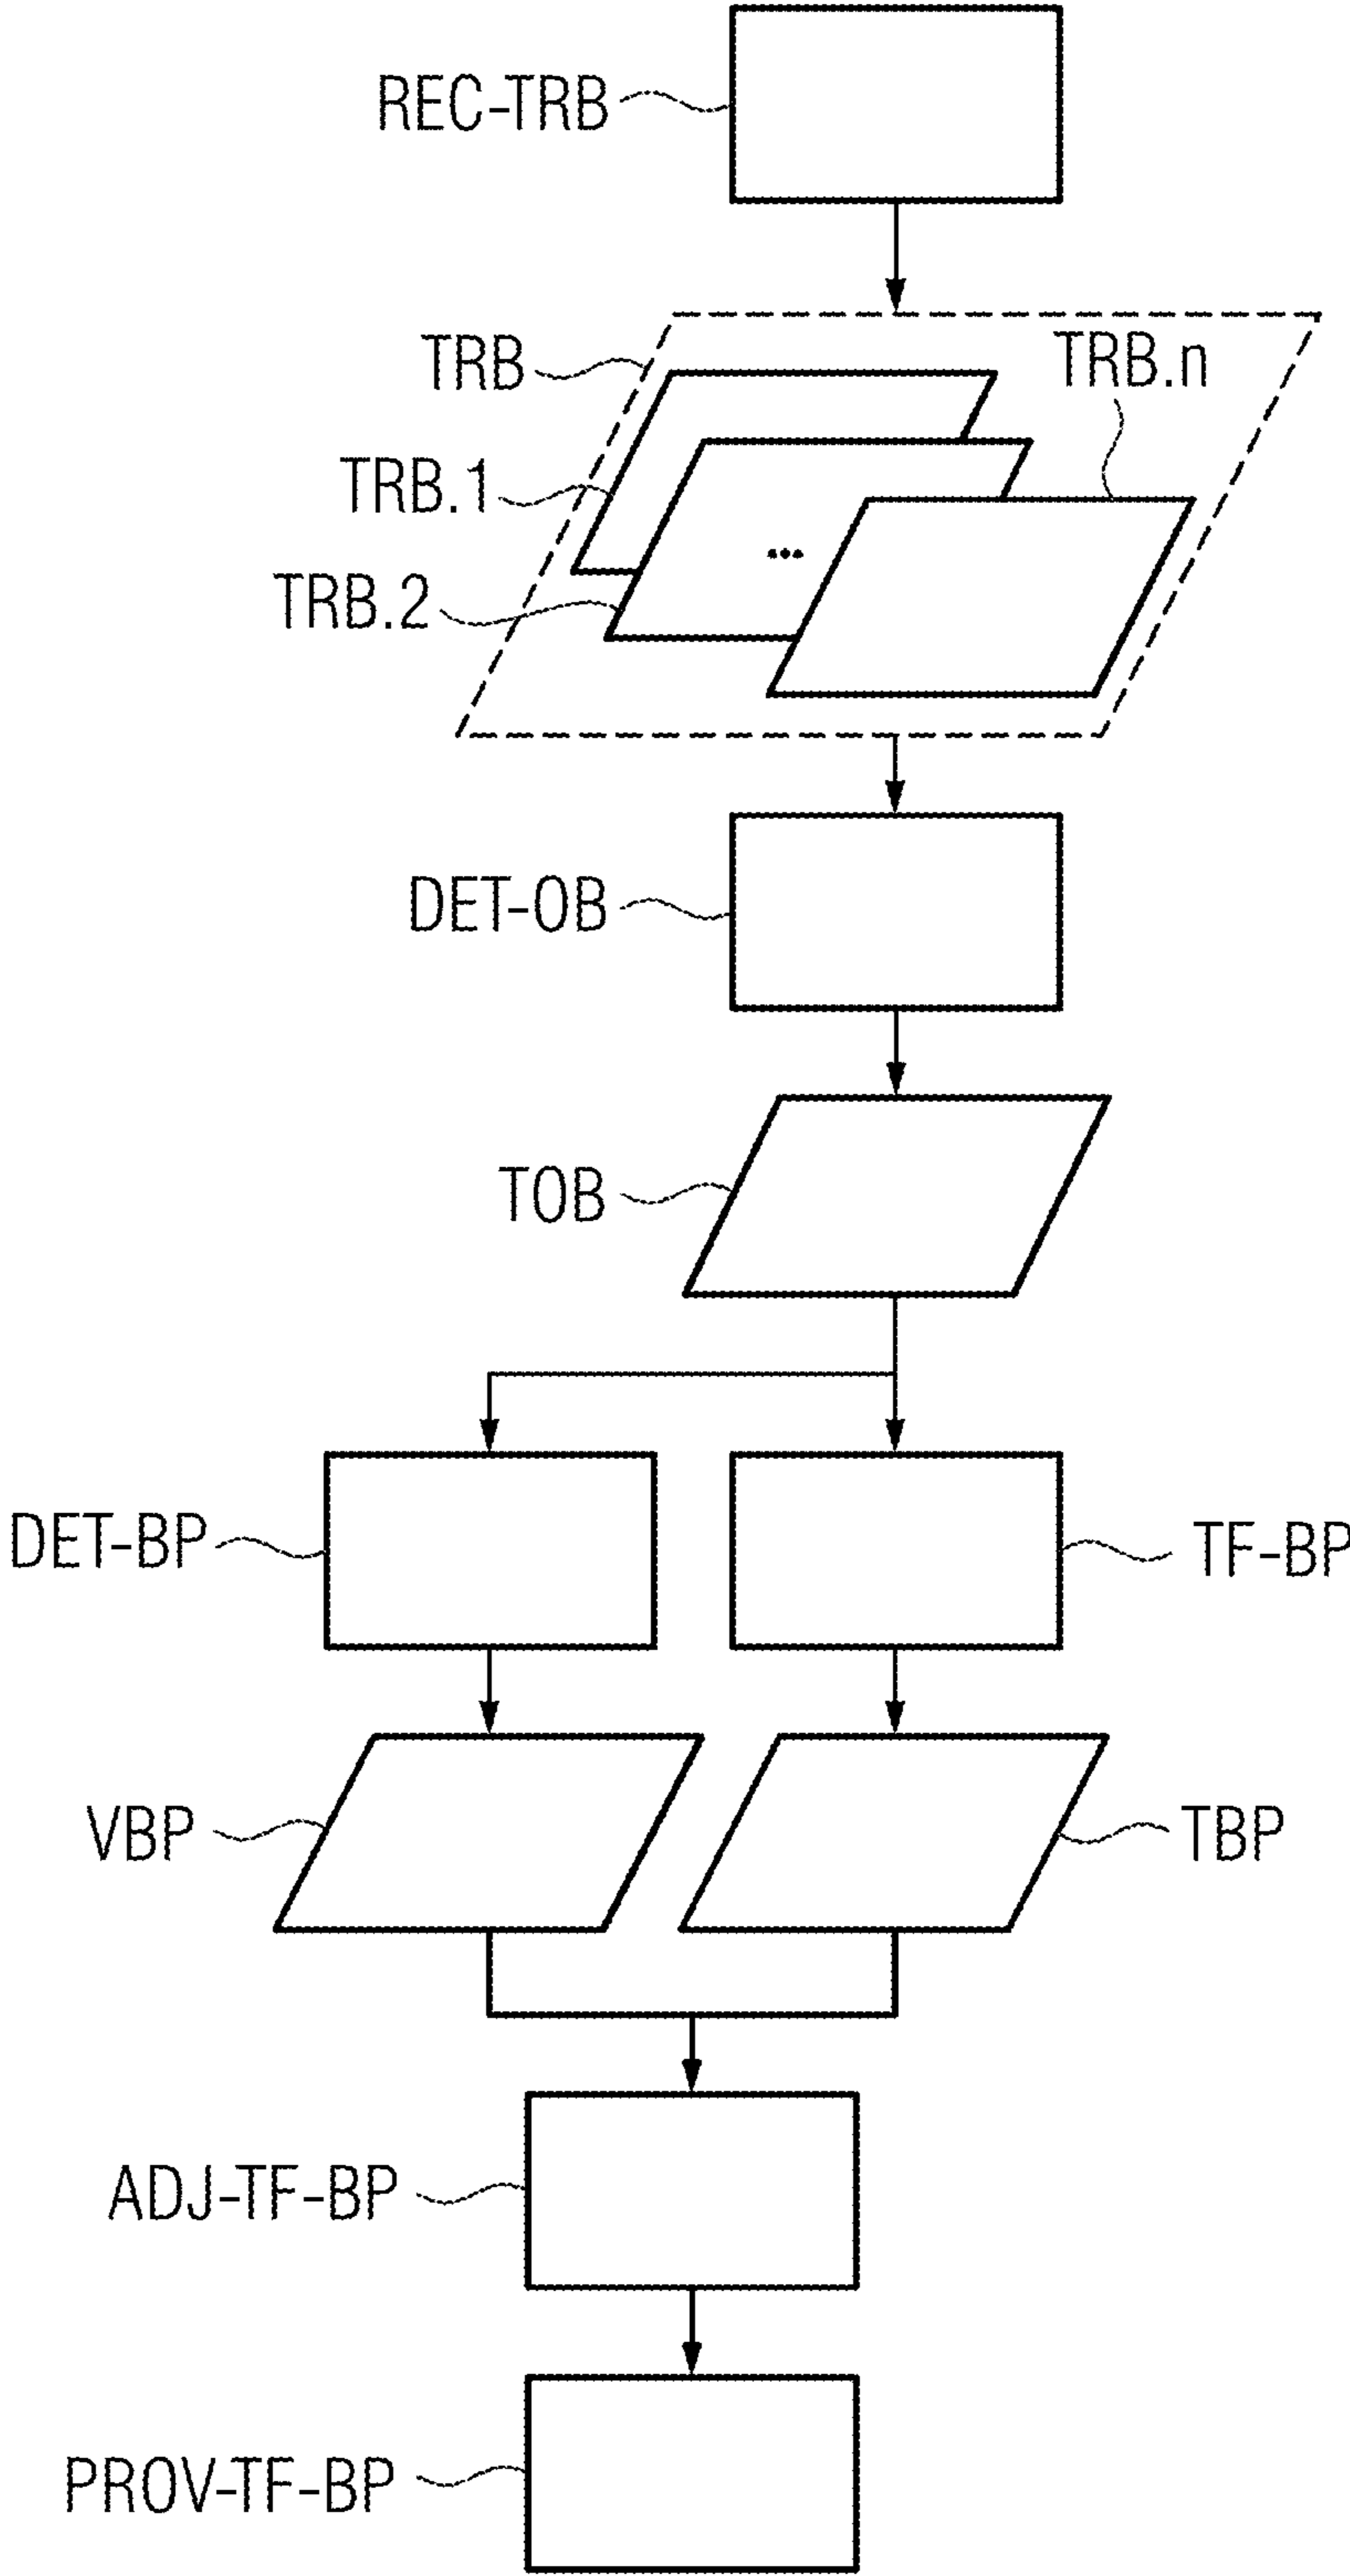 REC-TRB
TRB
TRB.n
TRB.1
...
TRB.2
DET-OB
TOB
DET-BP
TF-BP
VBP
TBP
ADJ-TF-BP
PROV-TF-BP